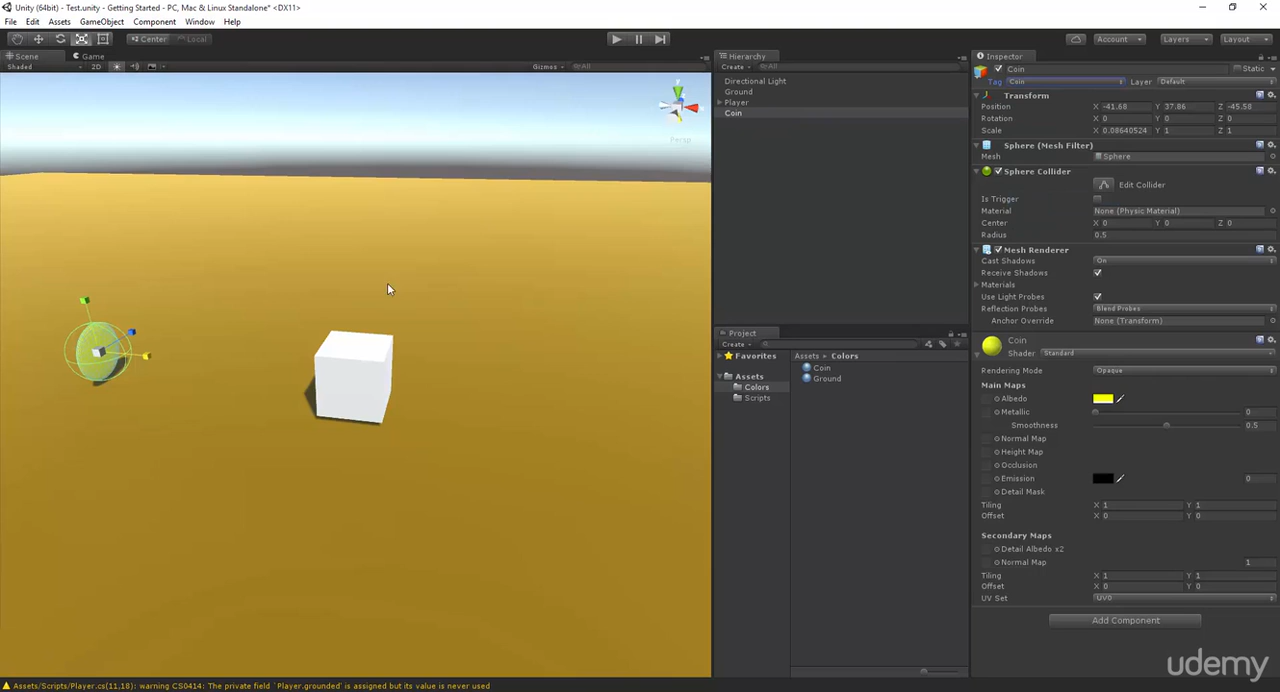 Unity (64bit) - Test.unity - Getting Started - PC, Mac & Linux Standalone* <DX11>
File Edit Assets GameObject Component Window Help
Center Local Account Layers Layout
Scene Game
Shaded 2D Gizmos All
Persp
Hierarchy
Create All
Directional Light
Ground
Player
Coin
Project
Create
Favorites
Assets
Colors
Scripts
Assets Colors
Coin
Ground
Inspector
Coin Static
Tag Coin Layer Default
Transform
Position X -41.68 Y 37.86 Z -45.58
Rotation X 0 Y 0 Z 0
Scale X 0.08640524 Y 1 Z 1
Sphere (Mesh Filter)
Mesh Sphere
Sphere Collider
Edit Collider
Is Trigger
Material None (Physic Material)
Center X 0 Y 0 Z 0
Radius 0.5
Mesh Renderer
Cast Shadows On
Receive Shadows
Materials
Use Light Probes
Reflection Probes Blend Probes
Anchor Override None (Transform)
Coin
Shader Standard
Rendering Mode Opaque
Main Maps
Albedo
Metallic 0
Smoothness 0.5
Normal Map
Height Map
Occlusion
Emission 0
Detail Mask
Tiling X 1 Y 1
Offset X 0 Y 0
Secondary Maps
Detail Albedo x2
Normal Map 1
Tiling X 1 Y 1
Offset X 0 Y 0
UV Set UV0
Add Component
udemy
Assets/Scripts/Player.cs(11,18): warning CS0414: The private field `Player.grounded' is assigned but its value is never used